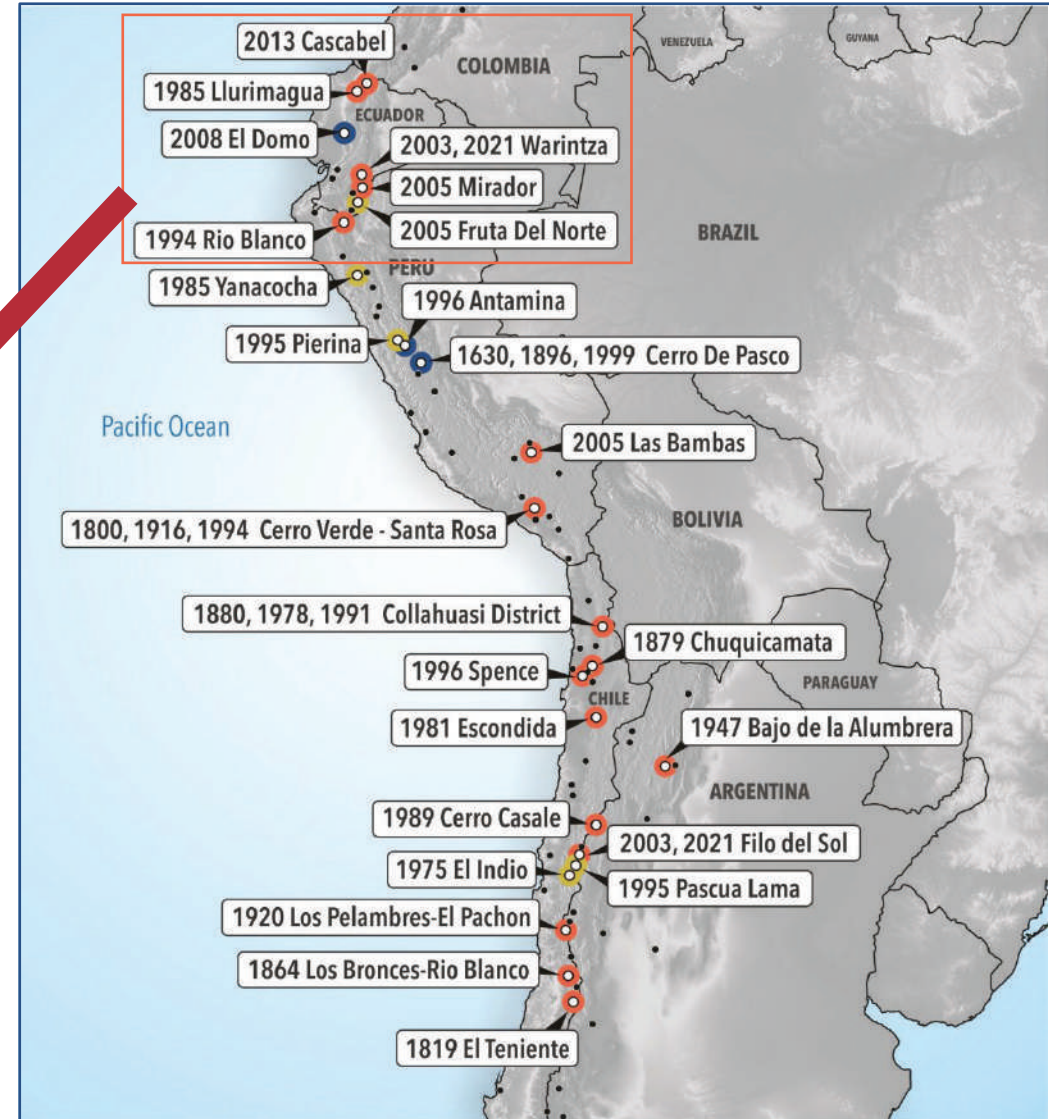 2013 Cascabel
VENEZUELA
GUYANA
COLOMBIA
1985 Llurimagua
ECUADOR
2008 El Domo
2003, 2021 Warintza
2005 Mirador
2005 Fruta Del Norte
1994 Rio Blanco
BRAZIL
PERU
1985 Yanacocha
1996 Antamina
1995 Pierina
1630, 1896, 1999 Cerro De Pasco
Pacific Ocean
2005 Las Bambas
1800, 1916, 1994 Cerro Verde - Santa Rosa
BOLIVIA
1880, 1978, 1991 Collahuasi District
1879 Chuquicamata
1996 Spence
PARAGUAY
CHILE
1981 Escondida
1947 Bajo de la Alumbrera
ARGENTINA
1989 Cerro Casale
2003, 2021 Filo del Sol
1975 El Indio
1995 Pascua Lama
1920 Los Pelambres-El Pachon
1864 Los Bronces-Rio Blanco
1819 El Teniente